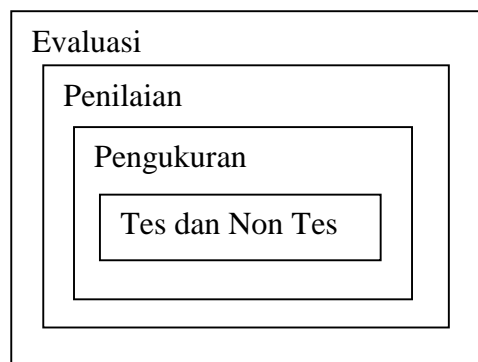 Evaluasi
Penilaian
Pengukuran
Tes dan Non Tes